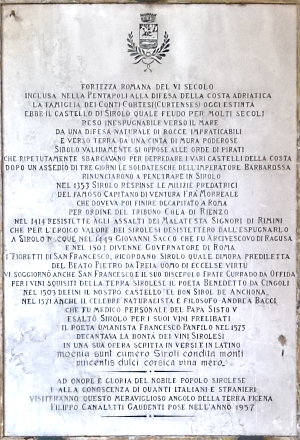 FORTEZZA ROMANA DEL VI SECOLO
INCLUSA NELLA PENTAPOLI ALLA DIFESA DELLA COSTA ADRIATICA
LA FAMIGLIA DEI CONTI CORTESI (CURTENSES) OGGI ESTINTA
EBBE IL CASTELLO DI SIROLO QUALE FEUDO PER MOLTI SECOLI
RESO INESPUGNABILE VERSO IL MARE
DA UNA DIFESA NATURALE DI ROCCE IMPRATICABILI
E VERSO TERRA DA UNA CINTA DI MURA PODEROSE
SIROLO VALIDAMENTE SI OPPOSE ALLE ORDE DI PIRATI
CHE RIPETUTAMENTE SBARCAVANO PER DEPREDARE I VARI CASTELLI DELLA COSTA
DOPO UN ASSEDIO DI TRE GIORNI LE SOLDATESCHE DELL'IMPERATORE BARBAROSSA
RINUNCIARONO A PENETRARE IN SIROLO
NEL 1353 SIROLO RESPINSE LE MILIZIE PREDATRICI
DEL FAMOSO CAPITANO DI VENTURA FRÀ MORREALE
CHE DOVEVA POI FINIRE DECAPITATO A ROMA
PER ORDINE DEL TRIBUNO COLA DI RIENZO
NEL 1414 RESISTETTE AGLI ASSALTI DEI MALATESTA SIGNORI DI RIMINI
CHE PER L'EROICO VALORE DEI SIROLESI DESISTETTERO DALL'ESPUGNARLO
A SIROLO NACQUE NEL 1449 GIOVANNI SACCO CHE FU ARCIVESCOVO DI RAGUSA
E NEL 1503 DIVENNE GOVERNATORE DI ROMA
I FIORETTI DI SAN FRANCESCO, RICORDANO SIROLO QUALE DIMORA PREDILETTA
DEL BEATO PIETRO DA TREIA UOMO DI ECCELSE VIRTÙ
VI SOGGIORNÒ ANCHE SAN FRANCESCO E IL SUO DISCEPOLO FRATE CURRADO DA OFFIDA
PER I VINI SQUISITI DELLA TERRA SIROLESE IL POETA BENEDETTO DA CINGOLI
NEL 1503 DEFINÌ IL NOSTRO CASTELLO "EL BON SIROL DE ANCHONA,,
NEL 1571 ANCHE IL CELEBRE NATURALISTA E FILOSOFO ANDREA BACCI
CHE FU MEDICO PERSONALE DEL PAPA SISTO V
ESALTÒ SIROLO PER I SUOI VINI PRELIBATI
IL POETA UMANISTA FRANCESCO PANFILO NEL 1575
DECANTAVA LA BONTÀ DEI VINI SIROLESI
IN UNA SUA OPERA SCRITTA IN VERSI E LATINO
moenia sunt cumero Siroli condita monti
vincentis dulci corsica vina mero
AD ONORE E GLORIA DEL NOBILE POPOLO SIROLESE
E ALLA CONOSCENZA DI QUANTI ITALIANI E STRANIERI
VISITERANNO QUESTO MERAVIGLIOSO ANGOLO DELLA TERRA PICENA
FILIPPO CANALETTI GAUDENTI POSE NELL'ANNO 1957